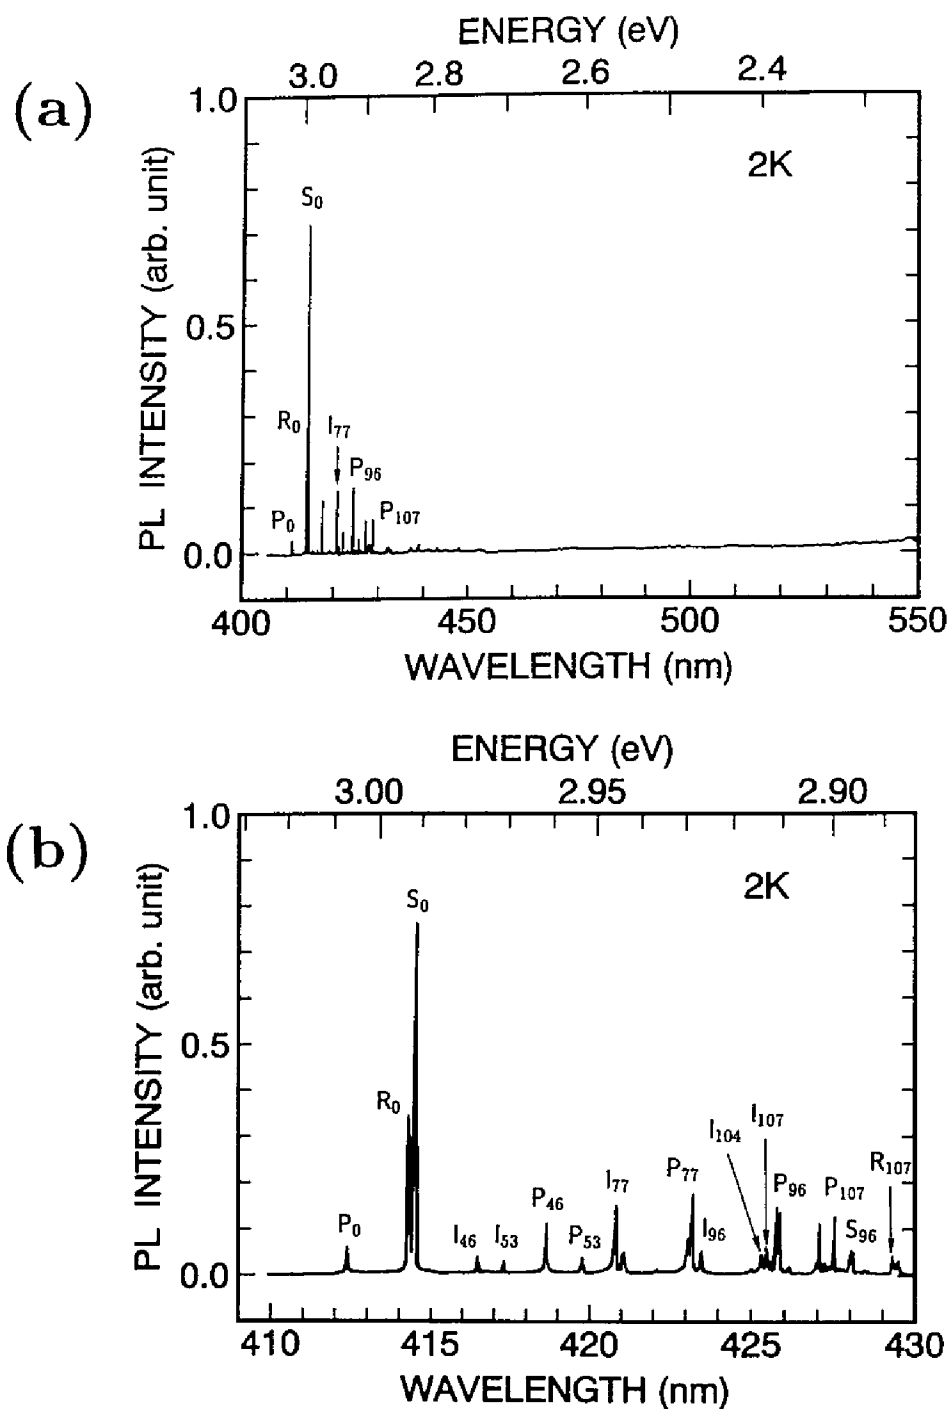 ENERGY (eV)
3.0 2.8 2.6 2.4
(a)
1.0
2K
S₀
0.5
R₀ I₇₇
P₉₆
P₀ P₁₀₇
0.0
PL INTENSITY (arb. unit)
400 450 500 550
WAVELENGTH (nm)
ENERGY (eV)
3.00 2.95 2.90
(b)
1.0
2K
S₀
0.5
R₀ I₁₀₄ I₁₀₇
P₇₇ P₉₆ R₁₀₇
P₄₆ I₇₇ P₁₀₇
P₀ I₄₆ I₅₃ P₅₃ I₉₆ S₉₆
0.0
PL INTENSITY (arb. unit)
410 415 420 425 430
WAVELENGTH (nm)